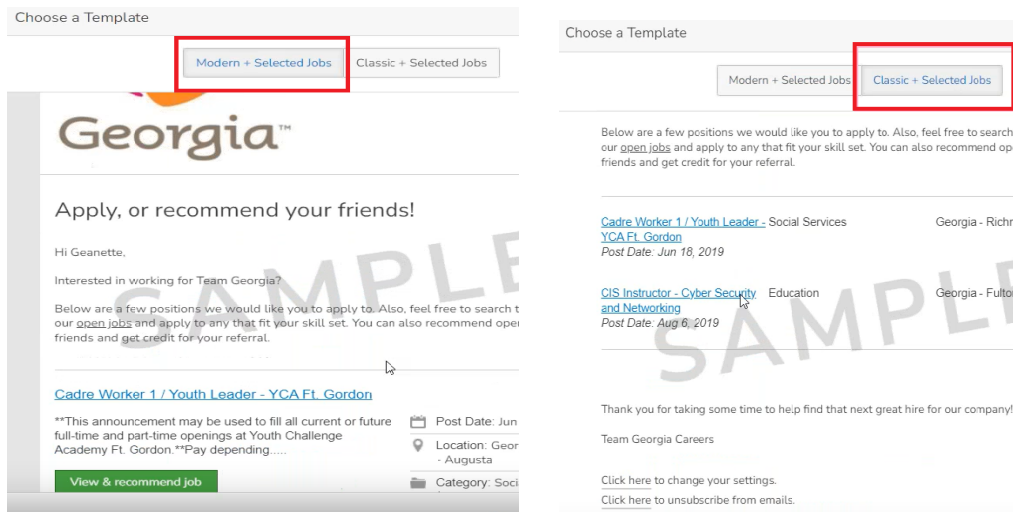 Choose a Template
Modern + Selected Jobs
Classic + Selected Jobs
Georgia™
Apply, or recommend your friends!
Hi Geanette,
Interested in working for Team Georgia?
Below are a few positions we would like you to apply to. Also, feel free to search t
our open jobs and apply to any that fit your skill set. You can also recommend oper
friends and get credit for your referral.
SAMPLE
Cadre Worker 1 / Youth Leader - YCA Ft. Gordon
**This announcement may be used to fill all current or future
full-time and part-time openings at Youth Challenge
Academy Ft. Gordon.**Pay depending.....
Post Date: Jun
Location: Geor
- Augusta
Category: Soci
View & recommend job
Choose a Template
Modern + Selected Jobs
Classic + Selected Jobs
Below are a few positions we would like you to apply to. Also, feel free to search
our open jobs and apply to any that fit your skill set. You can also recommend op
friends and get credit for your referral.
Cadre Worker 1 / Youth Leader - Social Services Georgia - Richr
YCA Ft. Gordon
Post Date: Jun 18, 2019
CIS Instructor - Cyber Security Education Georgia - Fulto
and Networking
Post Date: Aug 6, 2019
SAMPLE
Thank you for taking some time to help find that next great hire for our company!
Team Georgia Careers
Click here to change your settings.
Click here to unsubscribe from emails.